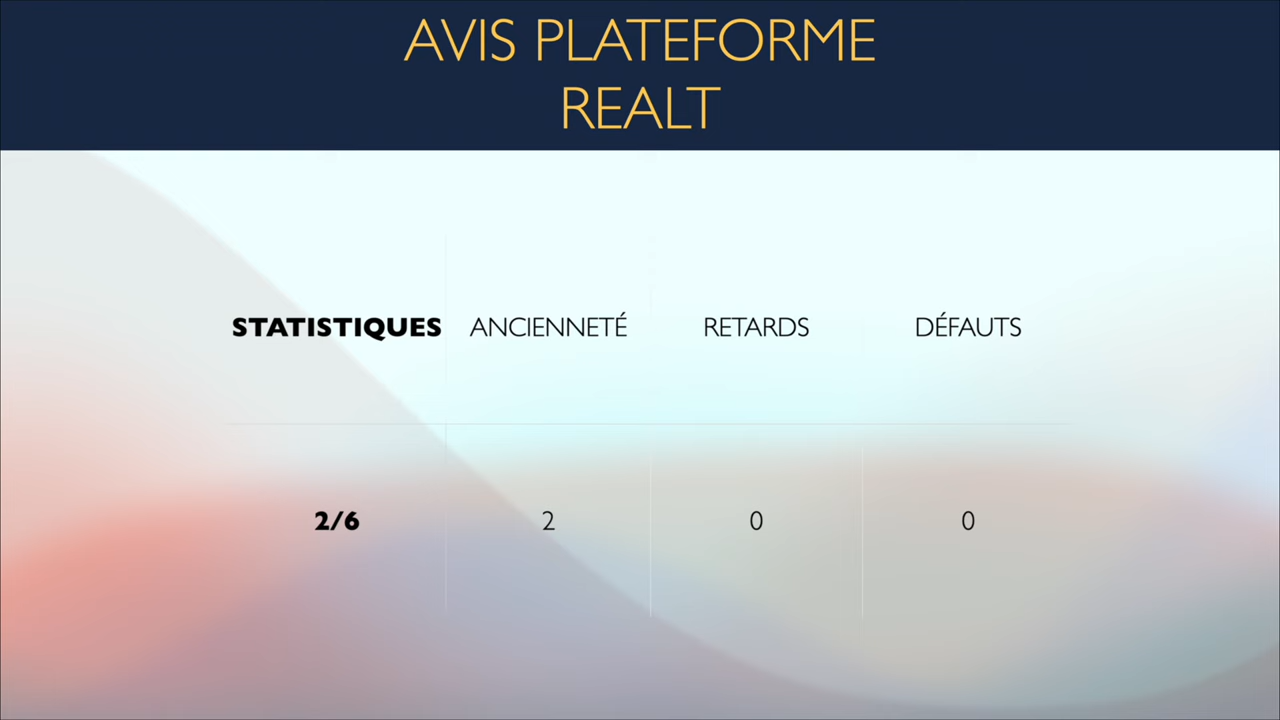 AVIS PLATEFORME
REALT
STATISTIQUES ANCIENNETÉ RETARDS DÉFAUTS
2/6 2 0 0